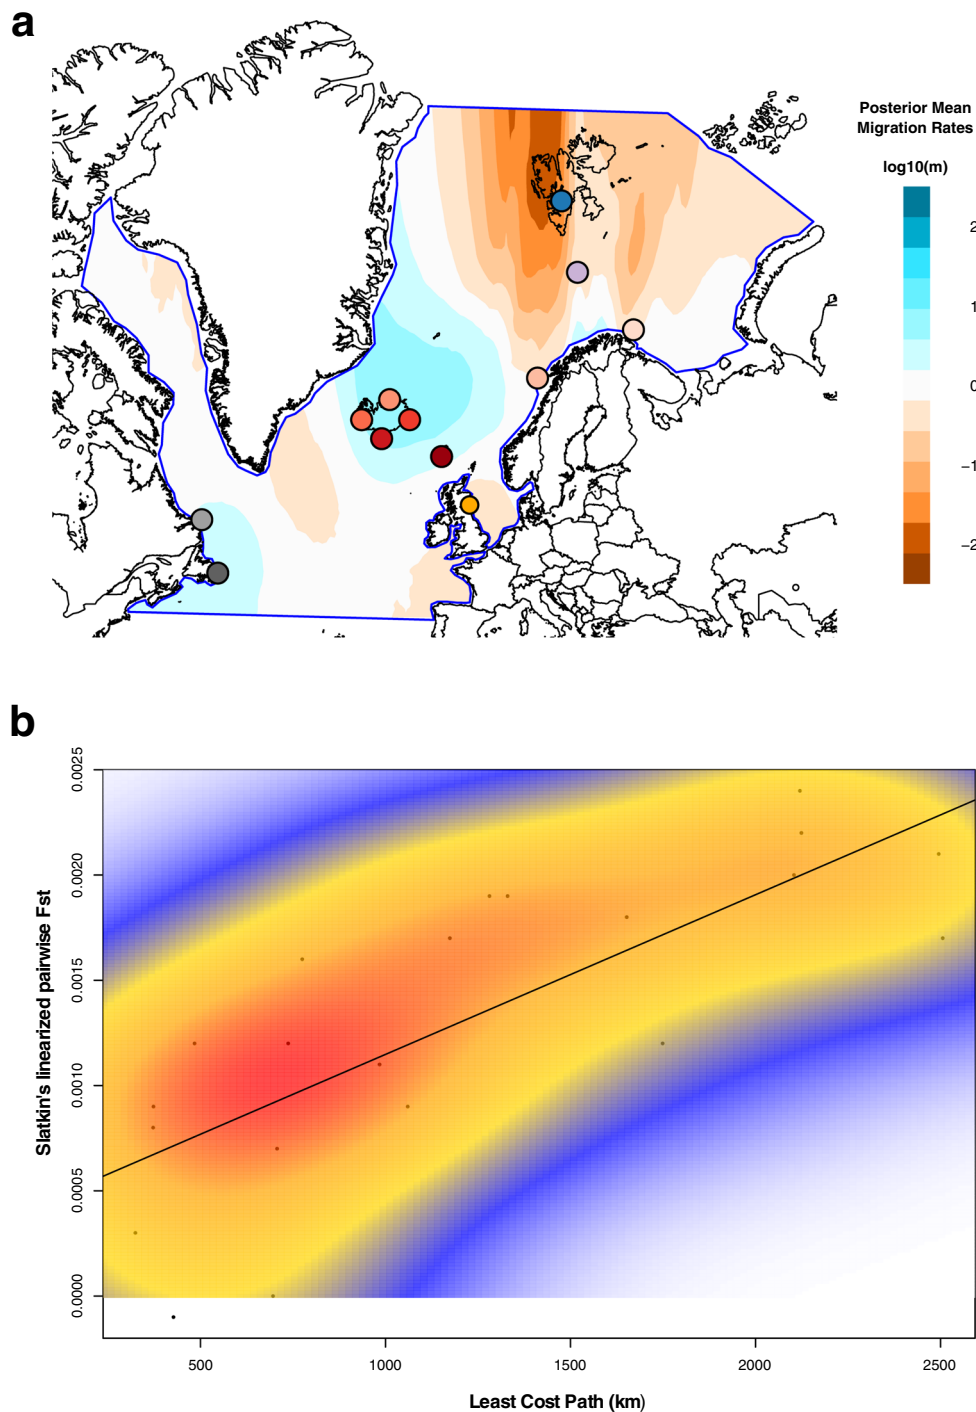 a
Posterior Mean
Migration Rates
log10(m)
2
1
0
−1
−2
b
Slatkin's linearized pairwise Fst
0.0025
0.0020
0.0015
0.0010
0.0005
0.0000
500 1000 1500 2000 2500
Least Cost Path (km)